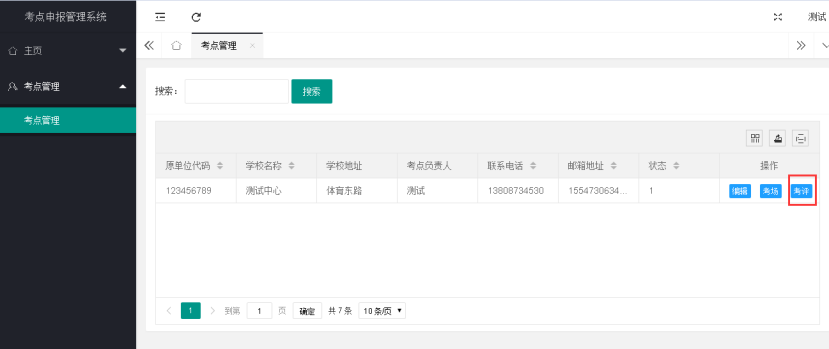 考点申报管理系统
测试
主页
考点管理
考点管理
考点管理
搜索：
搜索
原单位代码 学校名称 学校地址 考点负责人 联系电话 邮箱地址 状态 操作
123456789 测试中心 体育东路 测试 13808734530 1554730634... 1 编辑 考场 考评
1 到第 1 页 确定 共 7 条 10 条/页